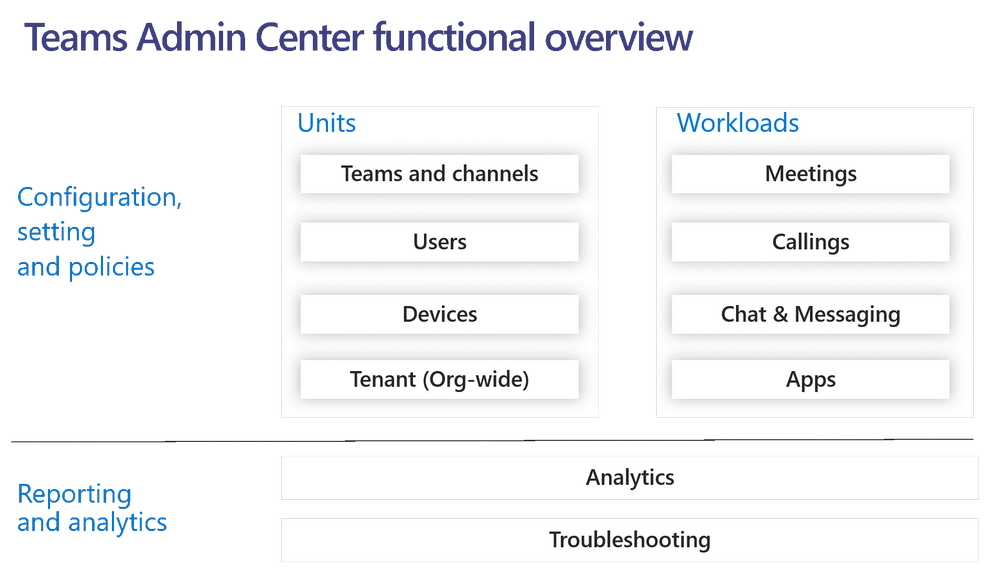 Teams Admin Center functional overview
Configuration,
setting
and policies
Units
Teams and channels
Users
Devices
Tenant (Org-wide)
Workloads
Meetings
Callings
Chat & Messaging
Apps
Reporting
and analytics
Analytics
Troubleshooting